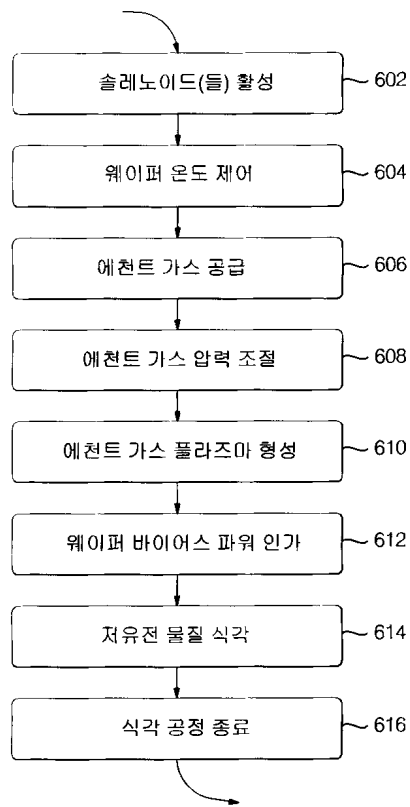 솔레노이드(들) 활성 602
웨이퍼 온도 제어 604
에천트 가스 공급 606
에천트 가스 압력 조절 608
에천트 가스 플라즈마 형성 610
웨이퍼 바이어스 파워 인가 612
저유전 물질 식각 614
식각 공정 종료 616